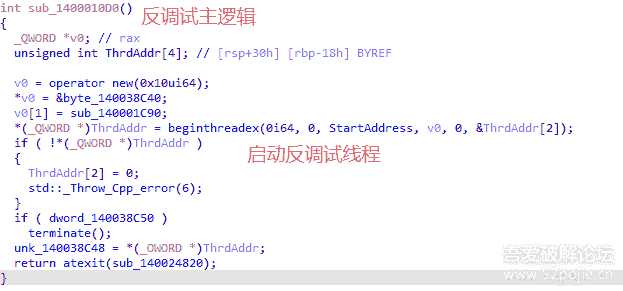 int sub_1400010D0() 反调试主逻辑
{
  _QWORD *v0; // rax
  unsigned int ThrdAddr[4]; // [rsp+30h] [rbp-18h] BYREF

  v0 = operator new(0x10ui64);
  *v0 = &byte_140038C40;
  v0[1] = sub_140001C90;
  *(_QWORD *)ThrdAddr = beginthreadex(0i64, 0, StartAddress, v0, 0, &ThrdAddr[2]);
  if ( !*(_QWORD *)ThrdAddr ) 启动反调试线程
  {
    ThrdAddr[2] = 0;
    std::_Throw_Cpp_error(6);
  }
  if ( dword_140038C50 )
    terminate();
  unk_140038C48 = *(_QWORD *)ThrdAddr;
  return atexit(sub_140024820);
}
吾爱破解论坛
www.52pojie.cn